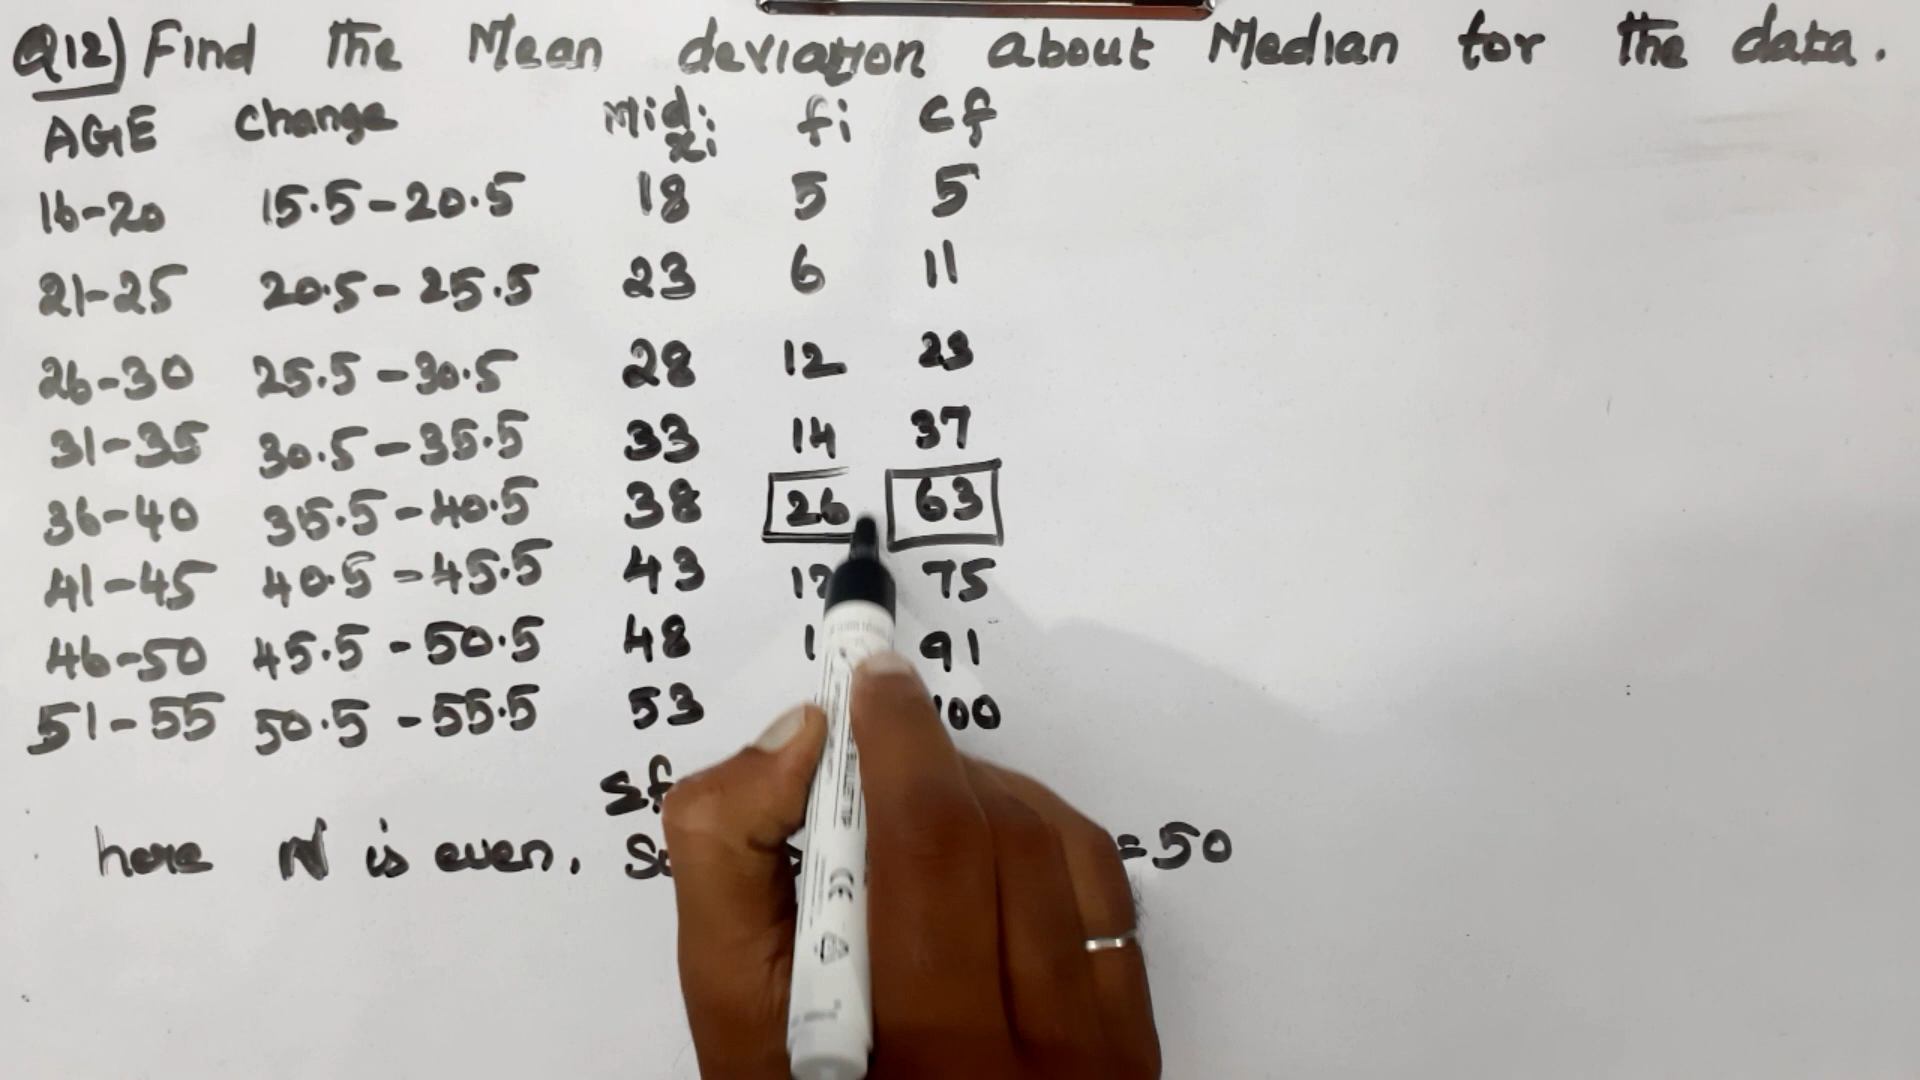 Q12) Find the Mean deviation about Median for the data.
AGE Change Mid: xi fi cf
16-20 15.5-20.5 18 5 5
21-25 20.5-25.5 23 6 11
26-30 25.5-30.5 28 12 23
31-35 30.5-35.5 33 14 37
36-40 35.5-40.5 38 26 63
41-45 40.5-45.5 43 75
46-50 45.5-50.5 48 91
51-55 50.5-55.5 53 100
here N is even. =50